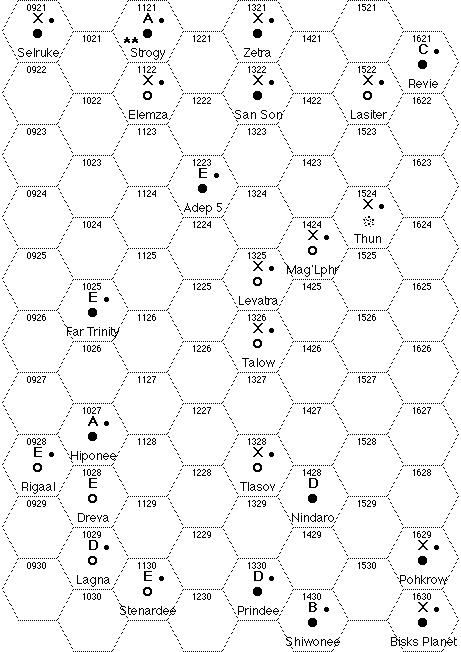 0921 1121 1321 1521
X A X
1021 1221 1421 1621
** C
Selruke Strogy Zetra
0922 1122 1322 1522
X X X Revie
1022 1222 1422 1622
Elemza San Son Lasiter
0923 1123 1323 1523
1023 1223 1423 1623
E
0924 1124 1324 1524
Adep 5 X
1024 1224 1424 1624
X Thun
0925 1125 1325 1525
X Mag'Lphr
1025 1225 1425 1625
E Levatra
0926 1126 1326 1526
Far Trinity X
1026 1226 1426 1626
Talow
0927 1127 1327 1527
1027 1227 1427 1627
A
0928 1128 1328 1528
E Hiponee X
1028 1228 1428 1628
Rigaal E Tlasov D
0929 1129 1329 1529
Dreva Nindaro
1029 1229 1429 1629
D X
0930 1130 1330 1530
Lagna E D Pohkrow
1030 1230 1430 1630
Stenardee Prindee B X
Shiwonee Bisks Planet